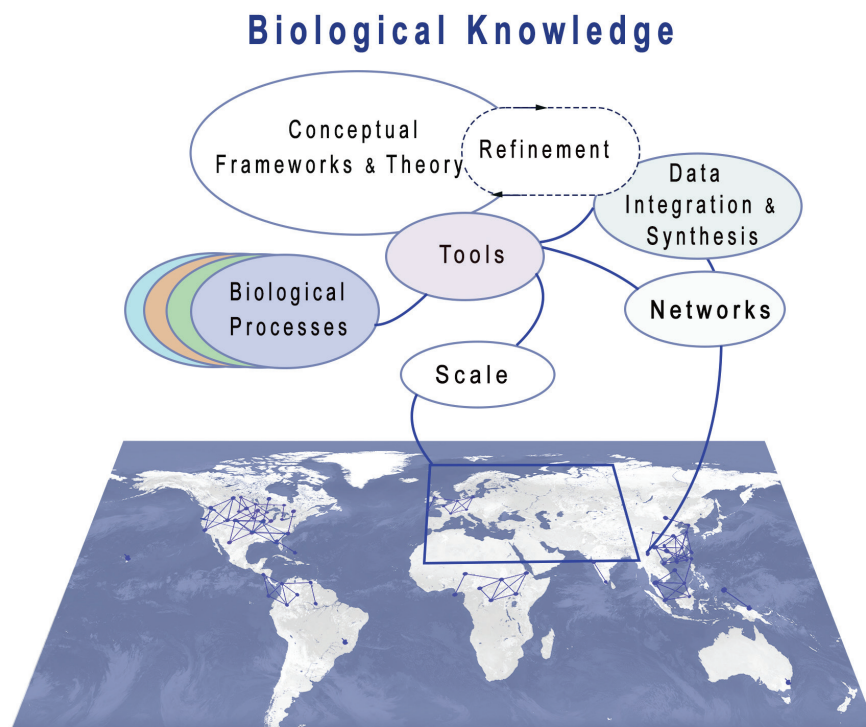 Biological Knowledge
Conceptual
Frameworks & Theory
Refinement
Data
Integration &
Synthesis
Tools
Biological
Processes
Networks
Scale